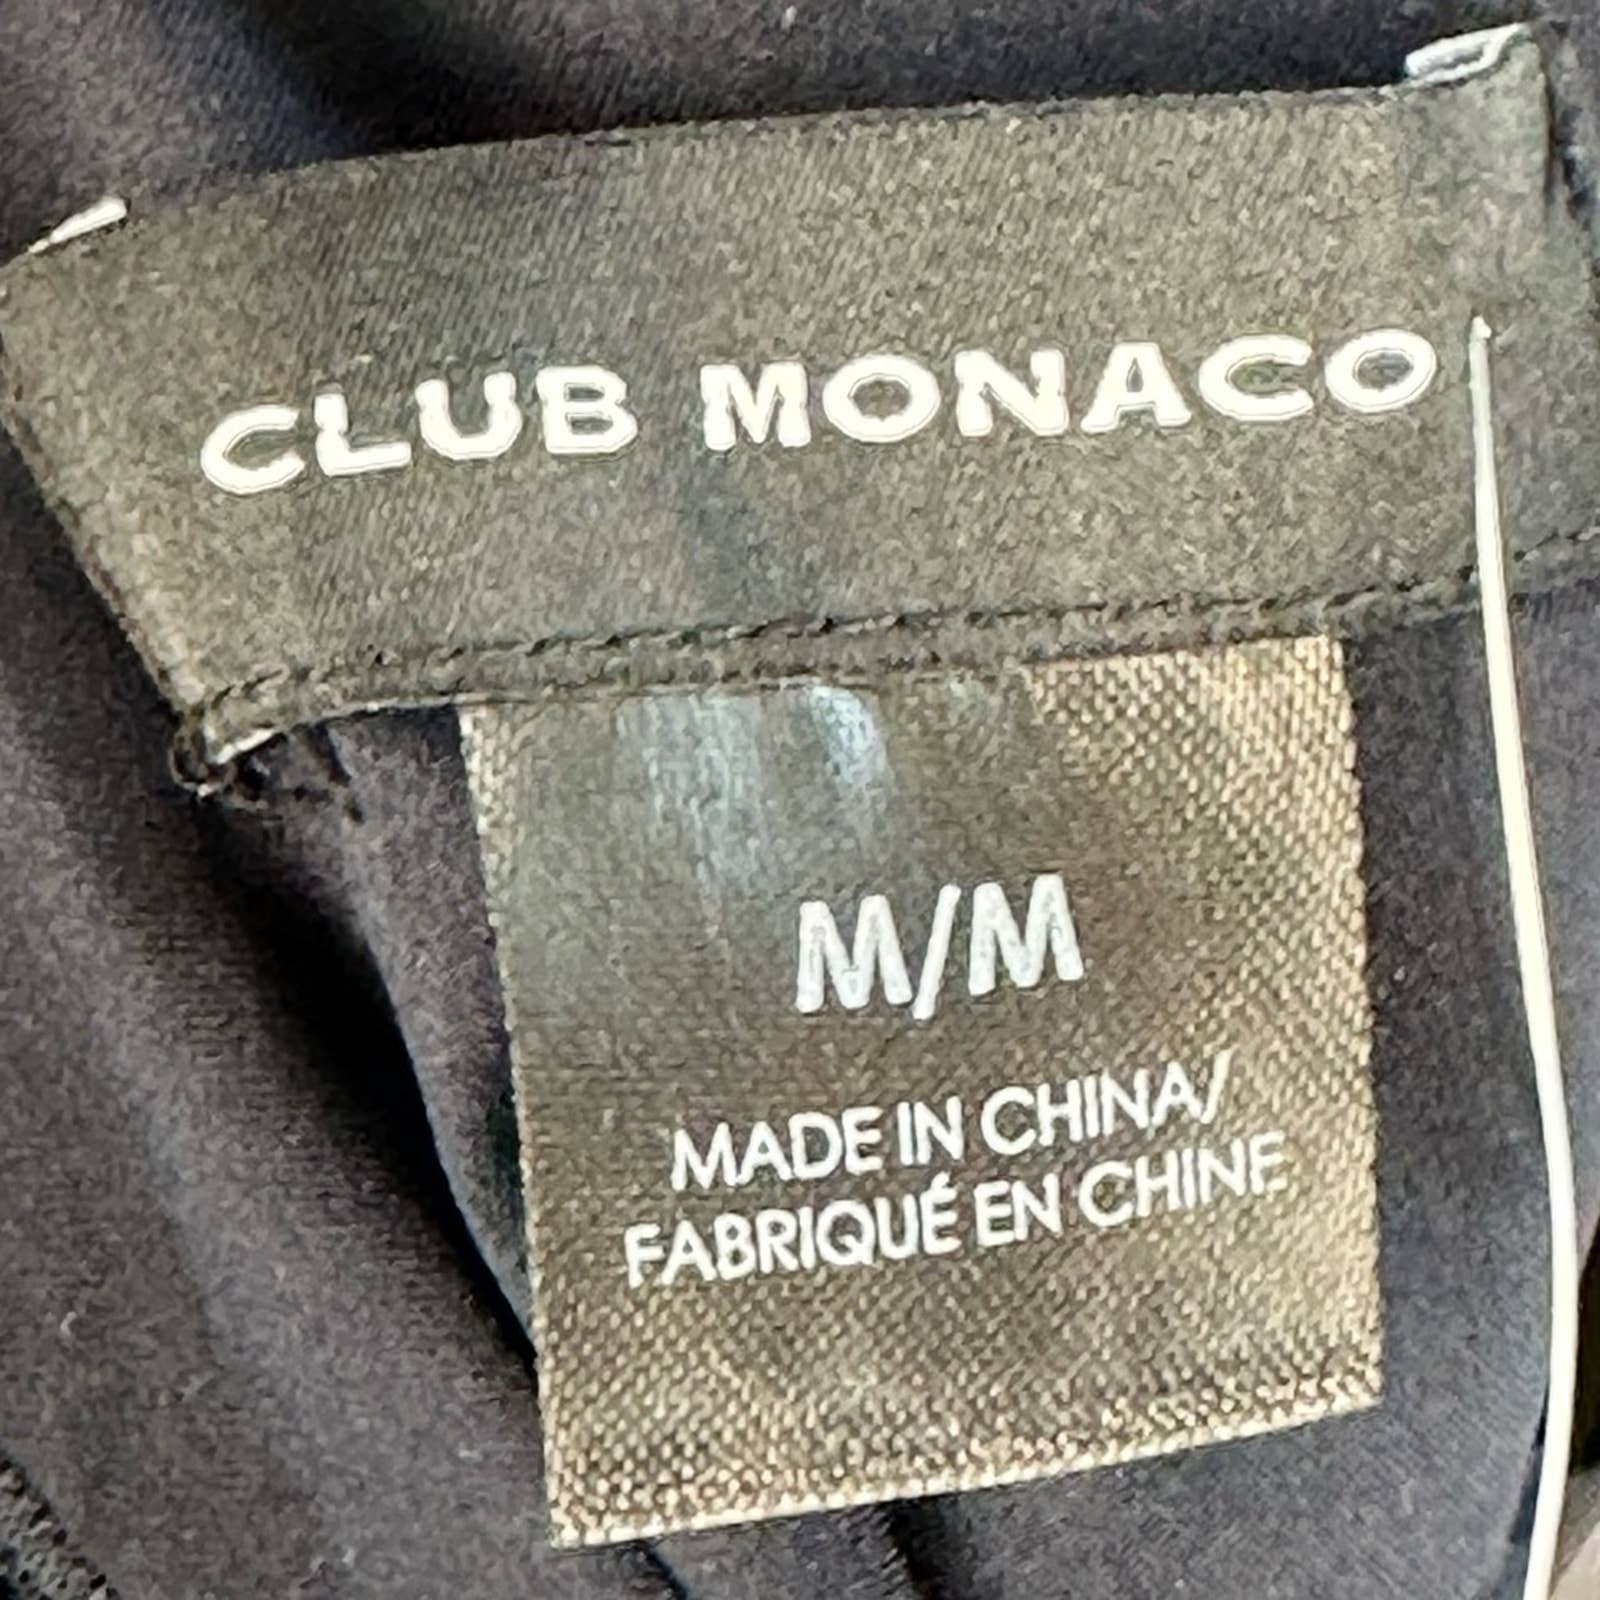 CLUB MONACO
M/M
MADE IN CHINA/
FABRIQUÉ EN CHINE